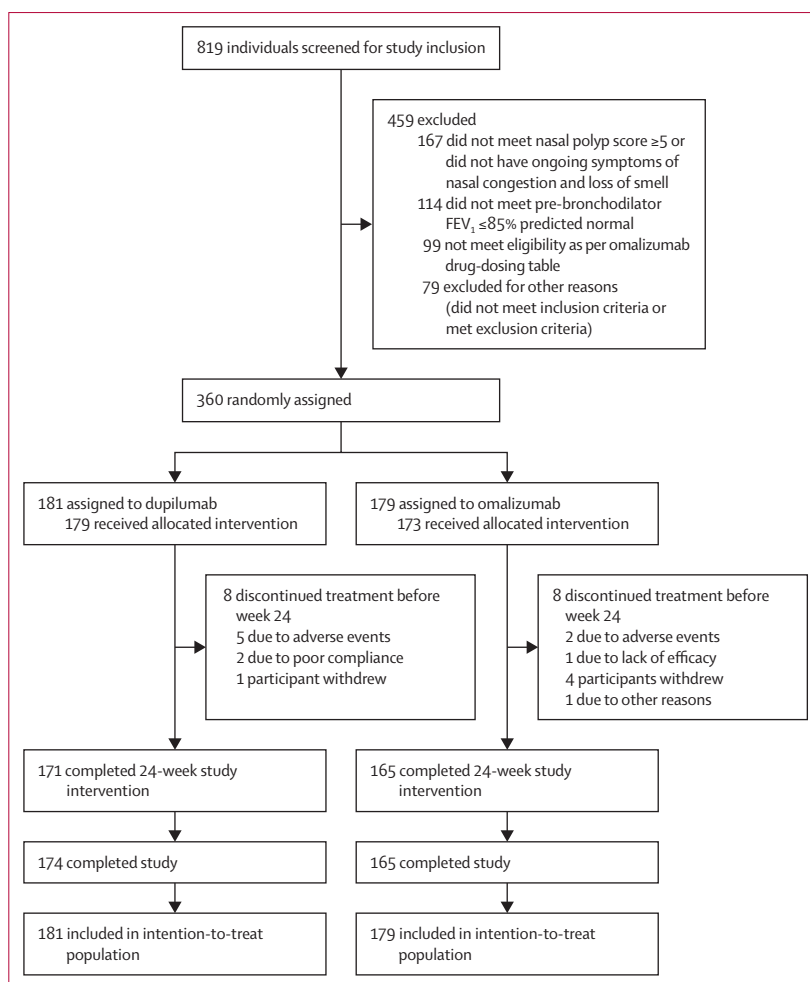 819 individuals screened for study inclusion
459 excluded
167 did not meet nasal polyp score ≥5 or
did not have ongoing symptoms of
nasal congestion and loss of smell
114 did not meet pre-bronchodilator
FEV₁ ≤85% predicted normal
99 not meet eligibility as per omalizumab
drug-dosing table
79 excluded for other reasons
(did not meet inclusion criteria or
met exclusion criteria)
360 randomly assigned
181 assigned to dupilumab
179 received allocated intervention
179 assigned to omalizumab
173 received allocated intervention
8 discontinued treatment before
week 24
5 due to adverse events
2 due to poor compliance
1 participant withdrew
8 discontinued treatment before
week 24
2 due to adverse events
1 due to lack of efficacy
4 participants withdrew
1 due to other reasons
171 completed 24-week study
intervention
165 completed 24-week study
intervention
174 completed study
165 completed study
181 included in intention-to-treat
population
179 included in intention-to-treat
population